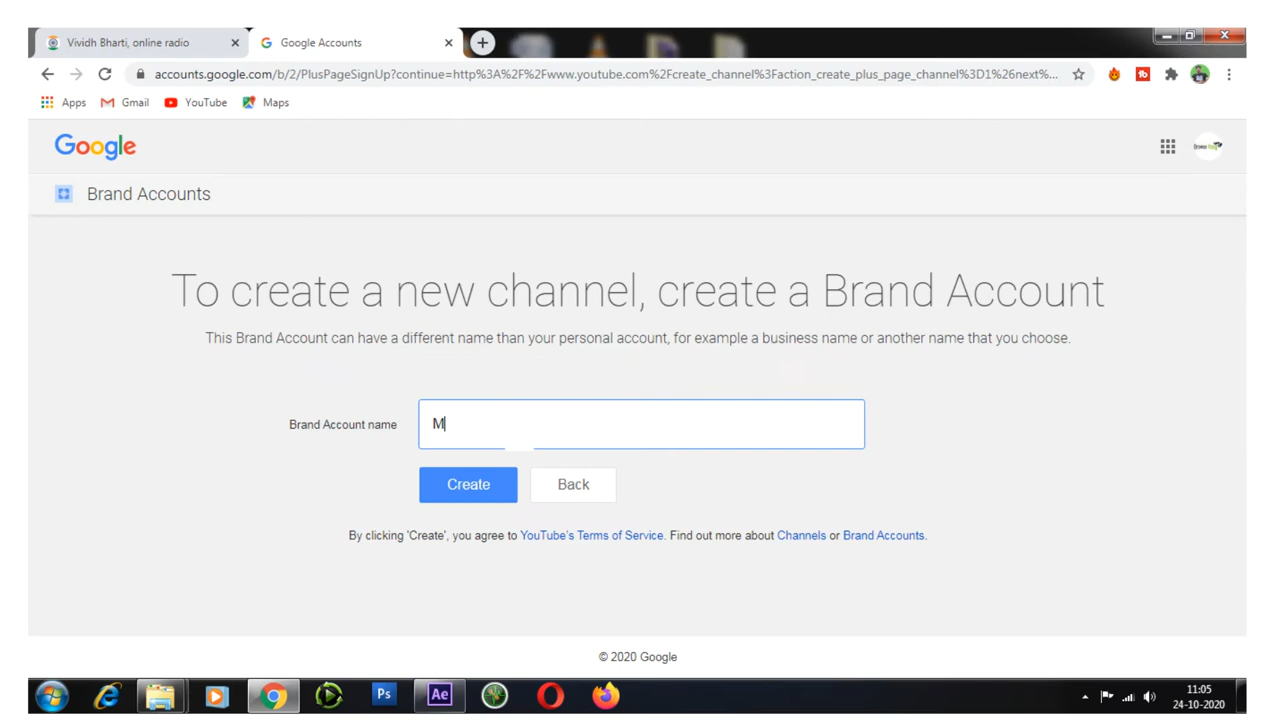 Vividh Bharti, online radio
Google Accounts
accounts.google.com/b/2/PlusPageSignUp?continue=http%3A%2F%2Fwww.youtube.com%2Fcreate_channel%3Faction_create_plus_page_channel%3D1%26next%...
Apps Gmail YouTube Maps
Google
Brand Accounts
To create a new channel, create a Brand Account
This Brand Account can have a different name than your personal account, for example a business name or another name that you choose.
Brand Account name M
Create Back
By clicking 'Create', you agree to YouTube's Terms of Service. Find out more about Channels or Brand Accounts.
© 2020 Google
Ps Ae
11:05
24-10-2020